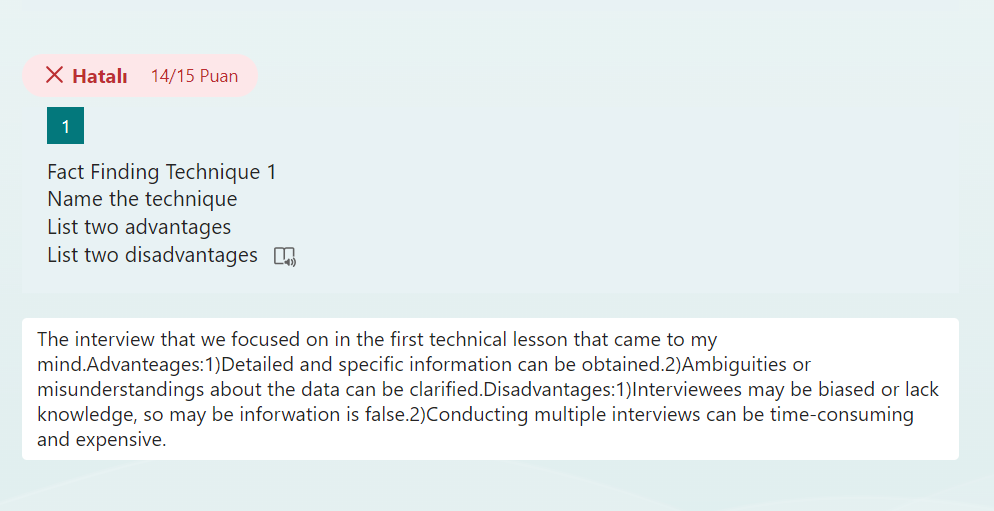 Hatalı 14/15 Puan
1
Fact Finding Technique 1
Name the technique
List two advantages
List two disadvantages
The interview that we focused on in the first technical lesson that came to my
mind.Advanteages:1)Detailed and specific information can be obtained.2)Ambiguities or
misunderstandings about the data can be clarified.Disadvantages:1)Interviewees may be biased or lack
knowledge, so may be inforwation is false.2)Conducting multiple interviews can be time-consuming
and expensive.